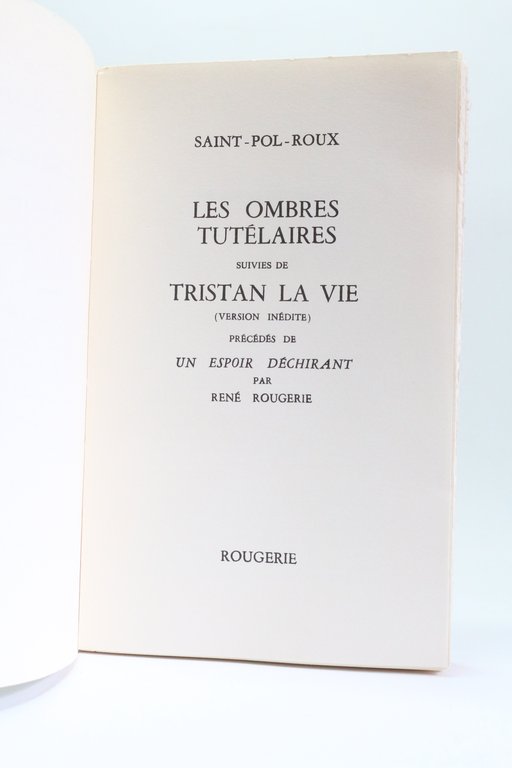 SAINT-POL-ROUX
LES OMBRES
TUTÉLAIRES
SUIVIES DE
TRISTAN LA VIE
(VERSION INÉDITE)
PRÉCÉDÉS DE
UN ESPOIR DÉCHIRANT
PAR
RENÉ ROUGERIE
ROUGERIE